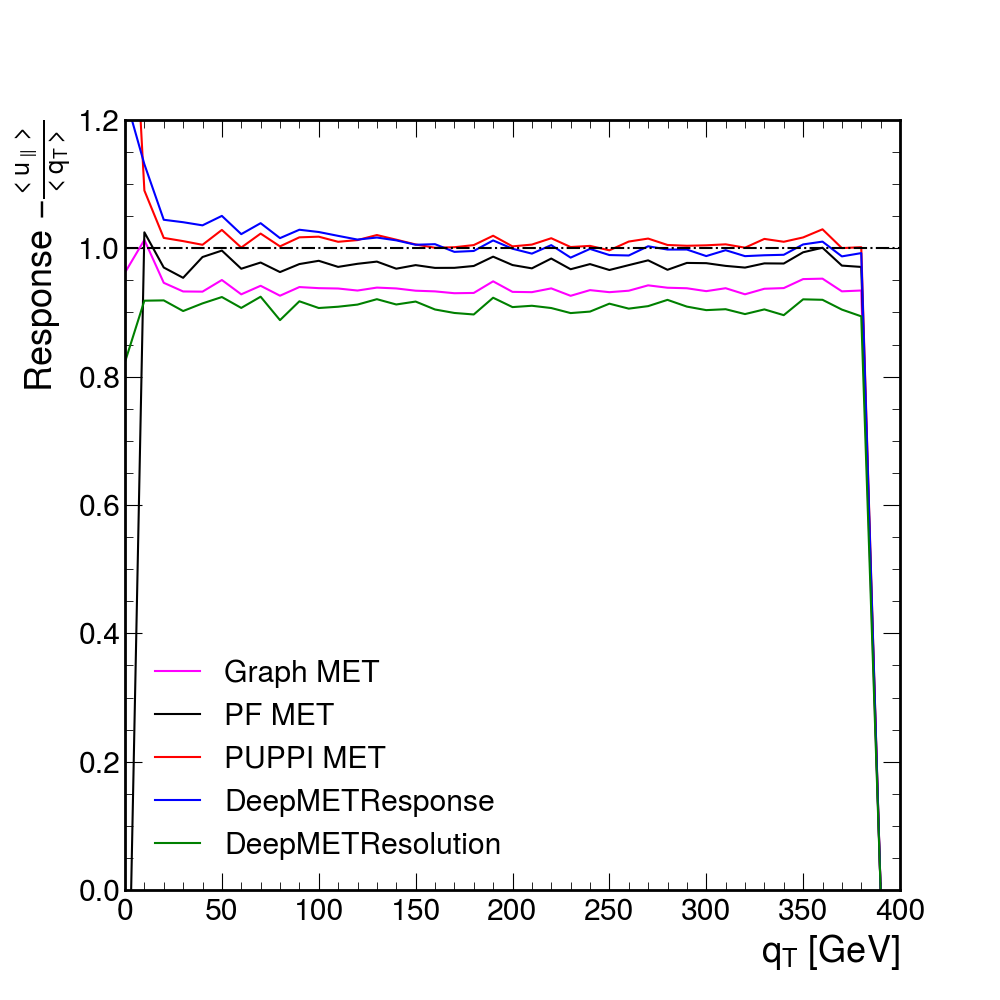 Response - <u∥> / <qT>
1.2
1.0
0.8
0.6
0.4
0.2
0.0
Graph MET
PF MET
PUPPI MET
DeepMETResponse
DeepMETResolution
0 50 100 150 200 250 300 350 400
qT [GeV]